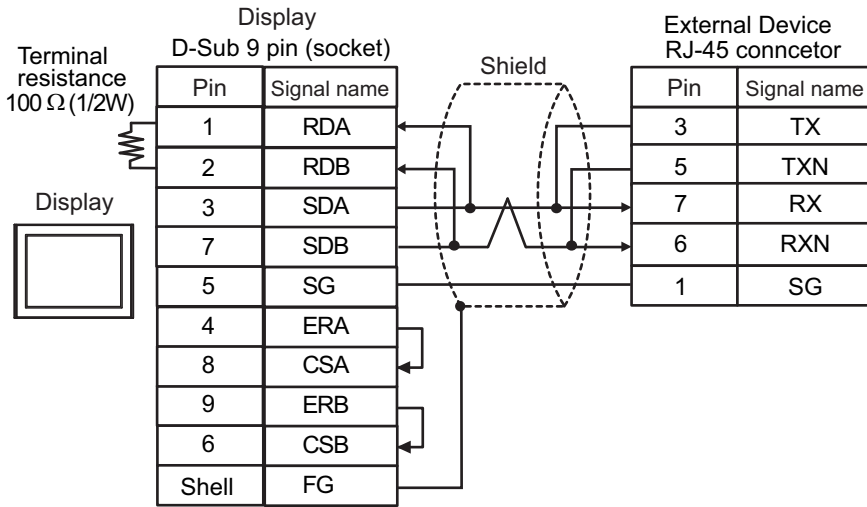 Display
D-Sub 9 pin (socket)
Terminal
resistance
100 Ω (1/2W)
Display
Pin Signal name
1 RDA
2 RDB
3 SDA
7 SDB
5 SG
4 ERA
8 CSA
9 ERB
6 CSB
Shell FG
Shield
External Device
RJ-45 conncetor
Pin Signal name
3 TX
5 TXN
7 RX
6 RXN
1 SG